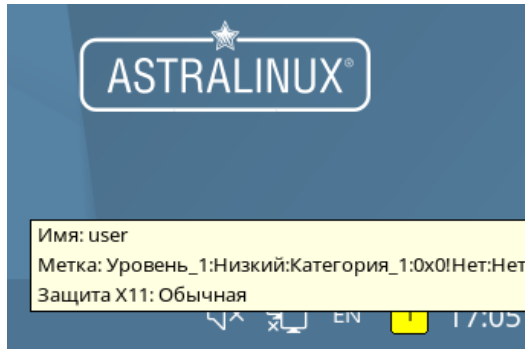 ASTRALINUX®
Имя: user
Метка: Уровень_1:Низкий:Категория_1:0x0!Нет:Нет
Защита X11: Обычная
EN 1 17:05